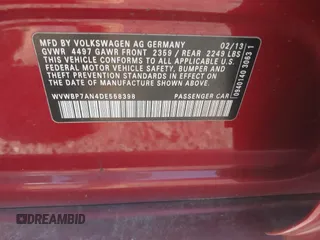 MFD. BY VOLKSWAGEN AG GERMANY 02/13
GVWR 4497 GAWR FRONT 2359 / REAR 2249 LBS
THIS VEHICLE CONFORMS TO ALL APPLICABLE U.S
FEDERAL MOTOR VEHICLE SAFETY, BUMPER AND
THEFT PREVENTION STANDARDS IN EFFECT ON
THE DATE OF MANUFACTURE SHOWN ABOVE.
WVWBP7AN4DE558398 PASSENGER CAR
DREAMBID